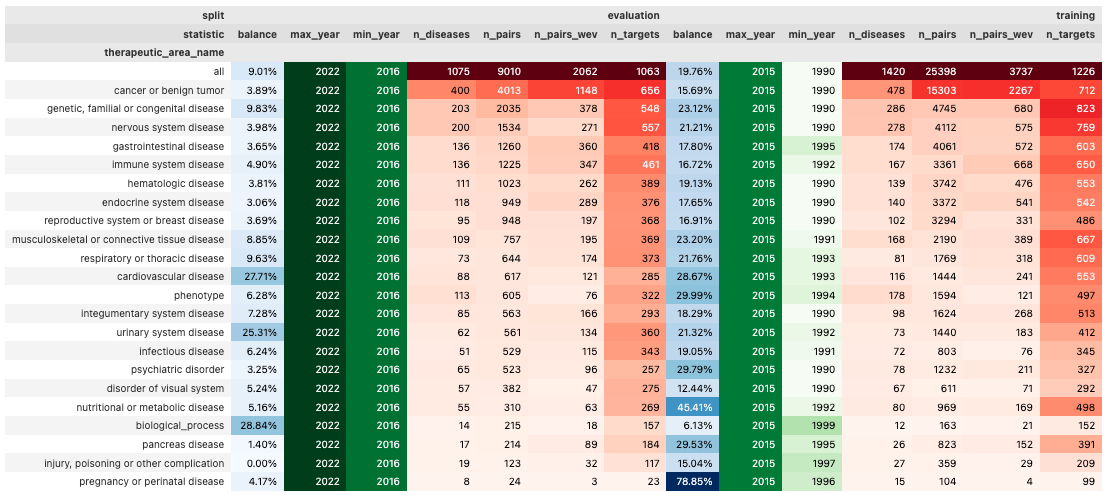 split evaluation training
statistic balance max_year min_year n_diseases n_pairs n_pairs_wev n_targets balance max_year min_year n_diseases n_pairs n_pairs_wev n_targets
therapeutic_area_name
all 9.01% 2022 2016 1075 9010 2062 1063 19.76% 2015 1990 1420 25398 3737 1226
cancer or benign tumor 3.89% 2022 2016 400 4013 1148 656 15.69% 2015 1990 478 15303 2267 712
genetic, familial or congenital disease 9.83% 2022 2016 203 2035 378 548 23.12% 2015 1990 286 4745 680 823
nervous system disease 3.98% 2022 2016 200 1534 271 557 21.21% 2015 1990 278 4112 575 759
gastrointestinal disease 3.65% 2022 2016 136 1260 360 418 17.80% 2015 1995 174 4061 572 603
immune system disease 4.90% 2022 2016 136 1225 347 461 16.72% 2015 1992 167 3361 668 650
hematologic disease 3.81% 2022 2016 111 1023 262 389 19.13% 2015 1990 139 3742 476 553
endocrine system disease 3.06% 2022 2016 118 949 289 376 17.65% 2015 1990 140 3372 541 542
reproductive system or breast disease 3.69% 2022 2016 95 948 197 368 16.91% 2015 1990 102 3294 331 486
musculoskeletal or connective tissue disease 8.85% 2022 2016 109 757 195 369 23.20% 2015 1991 168 2190 389 667
respiratory or thoracic disease 9.63% 2022 2016 73 644 174 373 21.76% 2015 1993 81 1769 318 609
cardiovascular disease 27.71% 2022 2016 88 617 121 285 28.67% 2015 1993 116 1444 241 553
phenotype 6.28% 2022 2016 113 605 76 322 29.99% 2015 1994 178 1594 121 497
integumentary system disease 7.28% 2022 2016 85 563 166 293 18.29% 2015 1990 98 1624 268 513
urinary system disease 25.31% 2022 2016 62 561 134 360 21.32% 2015 1992 73 1440 183 412
infectious disease 6.24% 2022 2016 51 529 115 343 19.05% 2015 1991 72 803 76 345
psychiatric disorder 3.25% 2022 2016 65 523 96 257 29.79% 2015 1990 78 1232 211 327
disorder of visual system 5.24% 2022 2016 57 382 47 275 12.44% 2015 1990 67 611 71 292
nutritional or metabolic disease 5.16% 2022 2016 55 310 63 269 45.41% 2015 1992 80 969 169 498
biological_process 28.84% 2022 2016 14 215 18 157 6.13% 2015 1999 12 163 21 152
pancreas disease 1.40% 2022 2016 17 214 89 184 29.53% 2015 1995 26 823 152 391
injury, poisoning or other complication 0.00% 2022 2016 19 123 32 117 15.04% 2015 1997 27 359 29 209
pregnancy or perinatal disease 4.17% 2022 2016 8 24 3 23 78.85% 2015 1996 15 104 4 99